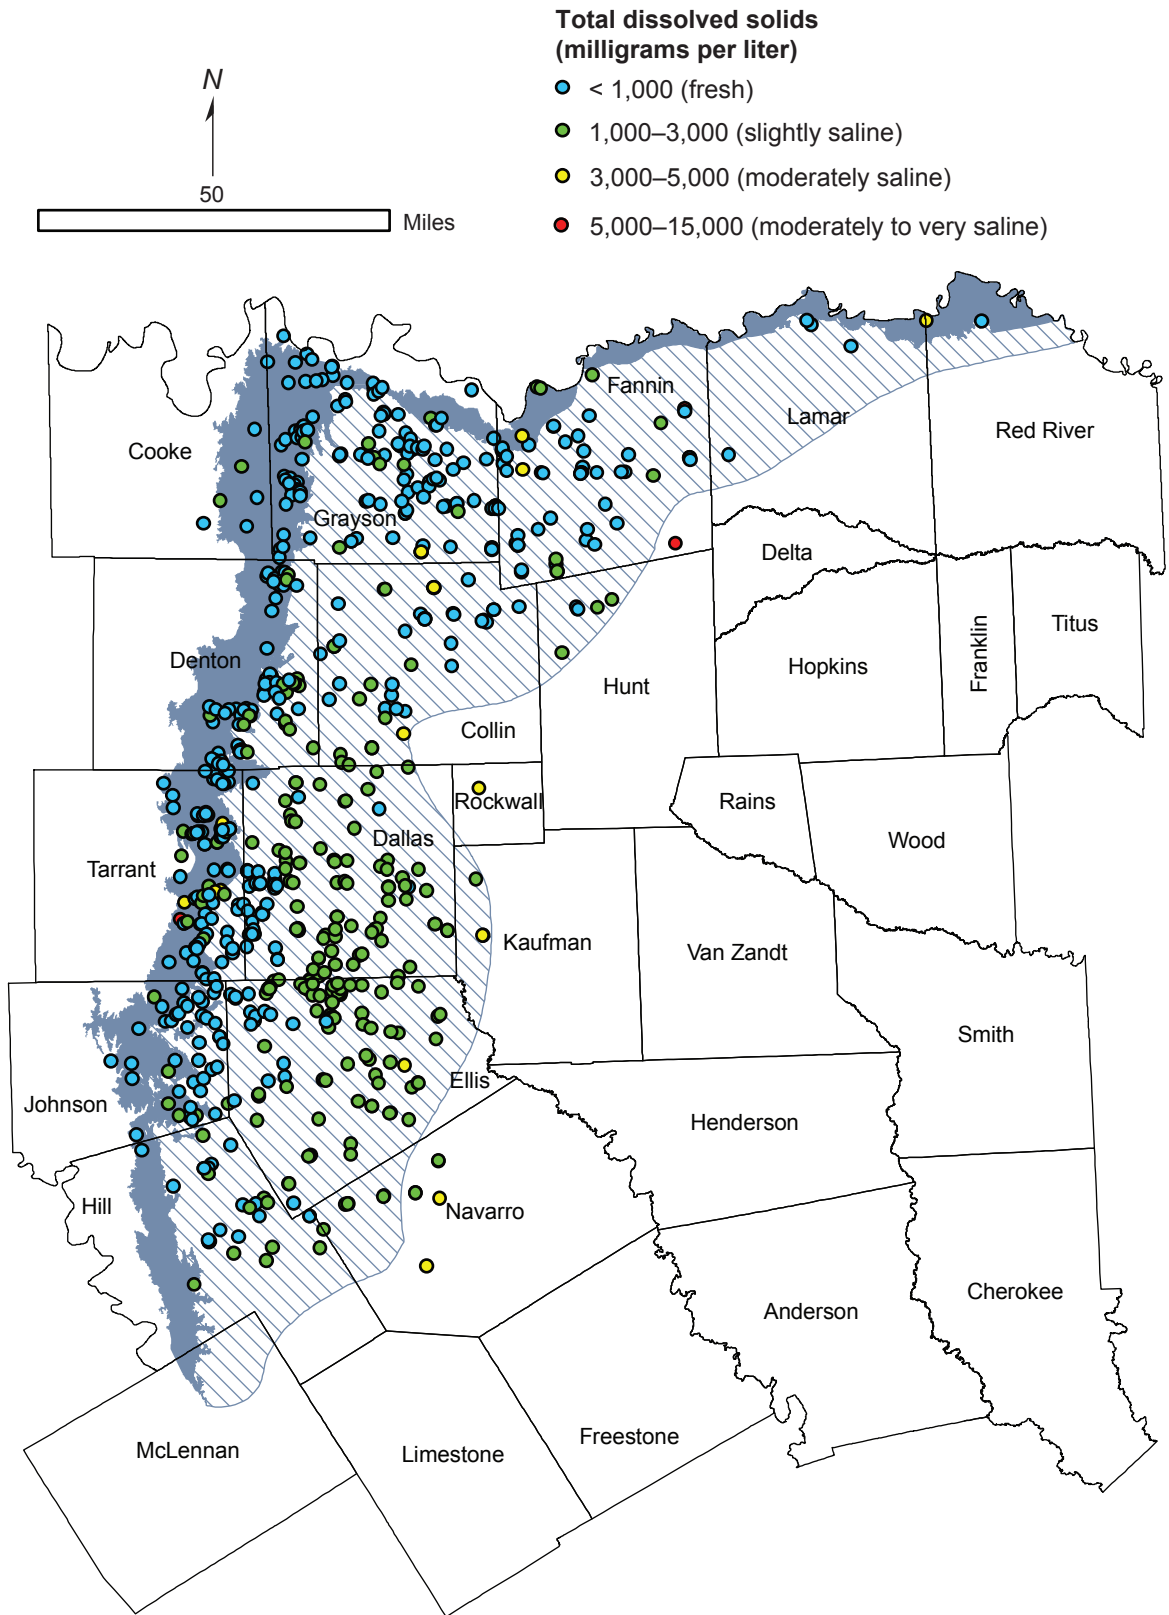 Total dissolved solids
(milligrams per liter)
N
< 1,000 (fresh)
1,000–3,000 (slightly saline)
50
3,000–5,000 (moderately saline)
Miles
5,000–15,000 (moderately to very saline)
Fannin
Lamar
Red River
Cooke
Grayson
Delta
Titus
Franklin
Denton
Hopkins
Hunt
Collin
Rockwall
Rains
Dallas
Wood
Tarrant
Kaufman
Van Zandt
Smith
Ellis
Johnson
Henderson
Hill
Navarro
Cherokee
Anderson
Freestone
McLennan
Limestone